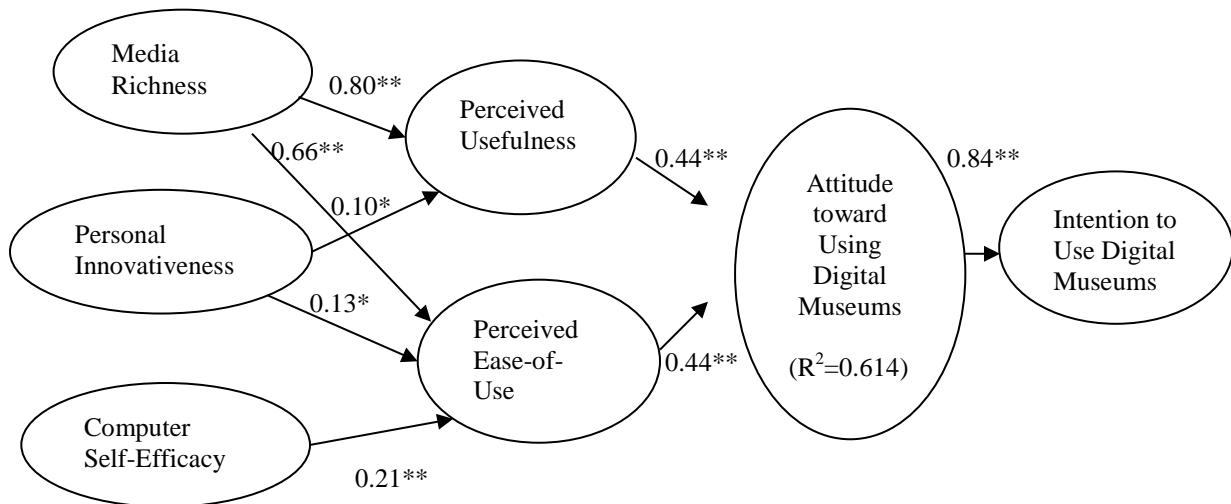 Media
Richness
0.80**
Perceived
Usefulness
0.66**
0.44**
0.84**
0.10*
Personal
Innovativeness
0.13*
Perceived
Ease-of-
Use
0.44**
Attitude
toward
Using
Digital
Museums
(R²=0.614)
Intention to
Use Digital
Museums
Computer
Self-Efficacy
0.21**